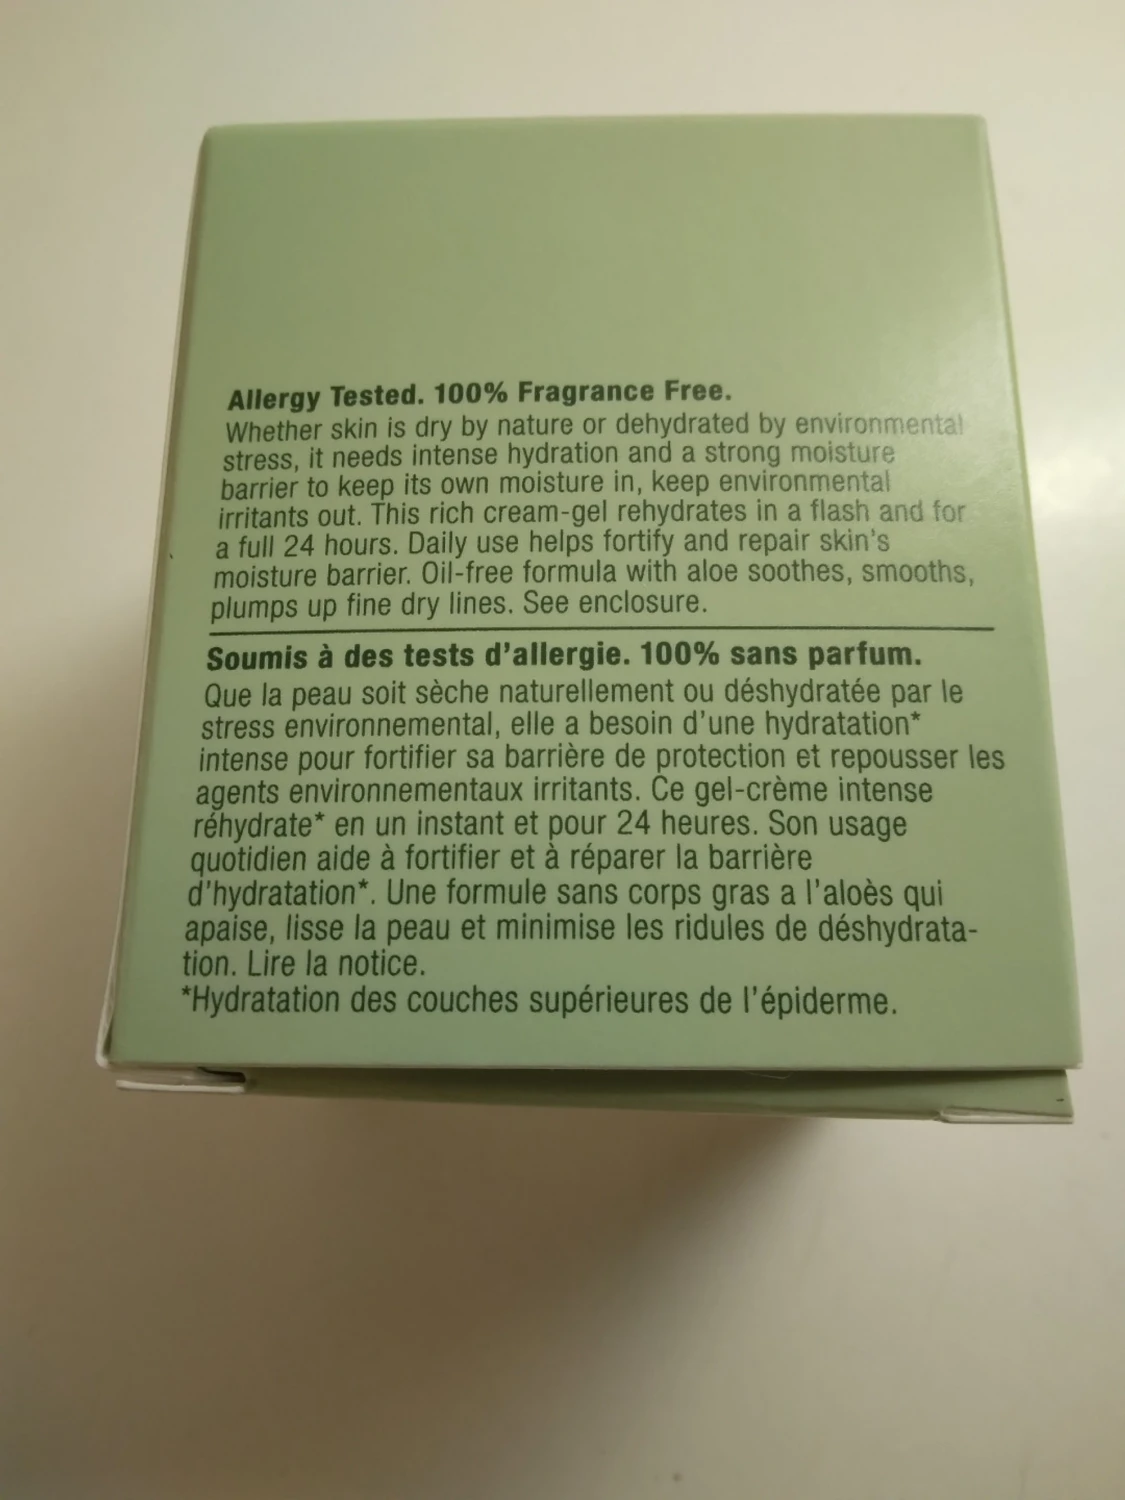 Allergy Tested. 100% Fragrance Free.
Whether skin is dry by nature or dehydrated by environmental
stress, it needs intense hydration and a strong moisture
barrier to keep its own moisture in, keep environmental
irritants out. This rich cream-gel rehydrates in a flash and for
a full 24 hours. Daily use helps fortify and repair skin's
moisture barrier. Oil-free formula with aloe soothes, smooths,
plumps up fine dry lines. See enclosure.
Soumis à des tests d'allergie. 100% sans parfum.
Que la peau soit sèche naturellement ou déshydratée par le
stress environnemental, elle a besoin d'une hydratation*
intense pour fortifier sa barrière de protection et repousser les
agents environnementaux irritants. Ce gel-crème intense
réhydrate* en un instant et pour 24 heures. Son usage
quotidien aide à fortifier et à réparer la barrière
d'hydratation*. Une formule sans corps gras a l'aloès qui
apaise, lisse la peau et minimise les ridules de déshydrata-
tion. Lire la notice.
*Hydratation des couches supérieures de l'épiderme.